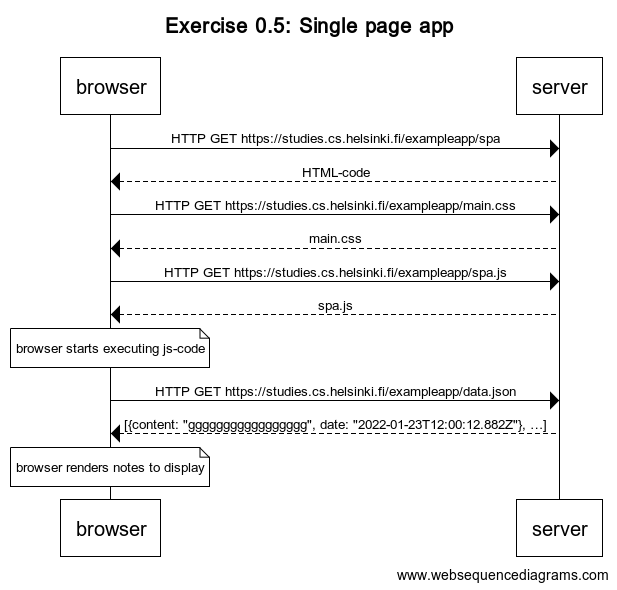 Exercise 0.5: Single page app
browser
server
HTTP GET https://studies.cs.helsinki.fi/exampleapp/spa
HTML-code
HTTP GET https://studies.cs.helsinki.fi/exampleapp/main.css
main.css
HTTP GET https://studies.cs.helsinki.fi/exampleapp/spa.js
spa.js
browser starts executing js-code
HTTP GET https://studies.cs.helsinki.fi/exampleapp/data.json
[{content: "ggggggggggggggggg", date: "2022-01-23T12:00:12.882Z"}, ...]
browser renders notes to display
browser
server
www.websequencediagrams.com